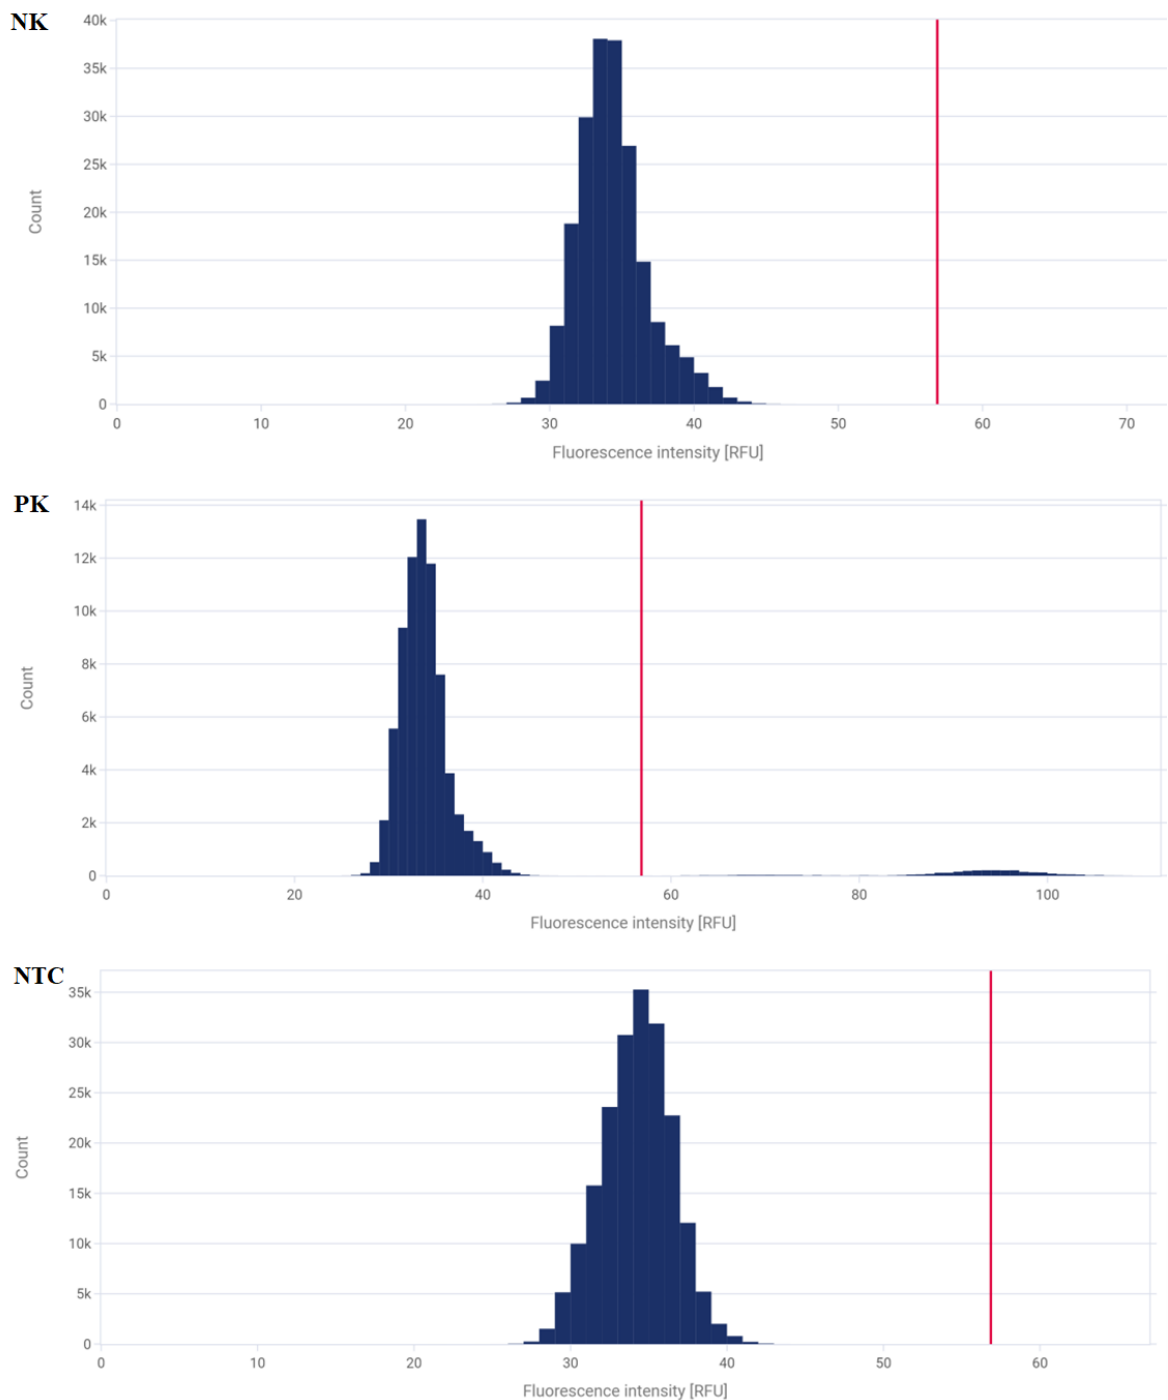 NK
40k
35k
30k
25k
20k
15k
10k
5k
0
Count
0 10 20 30 40 50 60 70
Fluorescence intensity [RFU]
PK
14k
12k
10k
8k
6k
4k
2k
0
Count
0 20 40 60 80 100
Fluorescence intensity [RFU]
NTC
35k
30k
25k
20k
15k
10k
5k
0
Count
0 10 20 30 40 50 60
Fluorescence intensity [RFU]